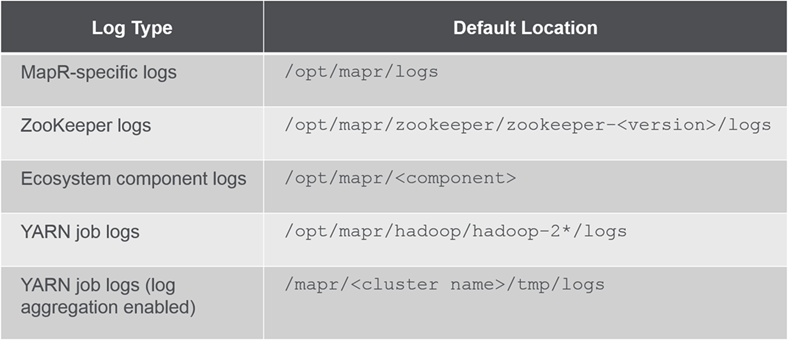 Log Type Default Location
MapR-specific logs /opt/mapr/logs
ZooKeeper logs /opt/mapr/zookeeper/zookeeper-<version>/logs
Ecosystem component logs /opt/mapr/<component>
YARN job logs /opt/mapr/hadoop/hadoop-2*/logs
YARN job logs (log /mapr/<cluster name>/tmp/logs
aggregation enabled)